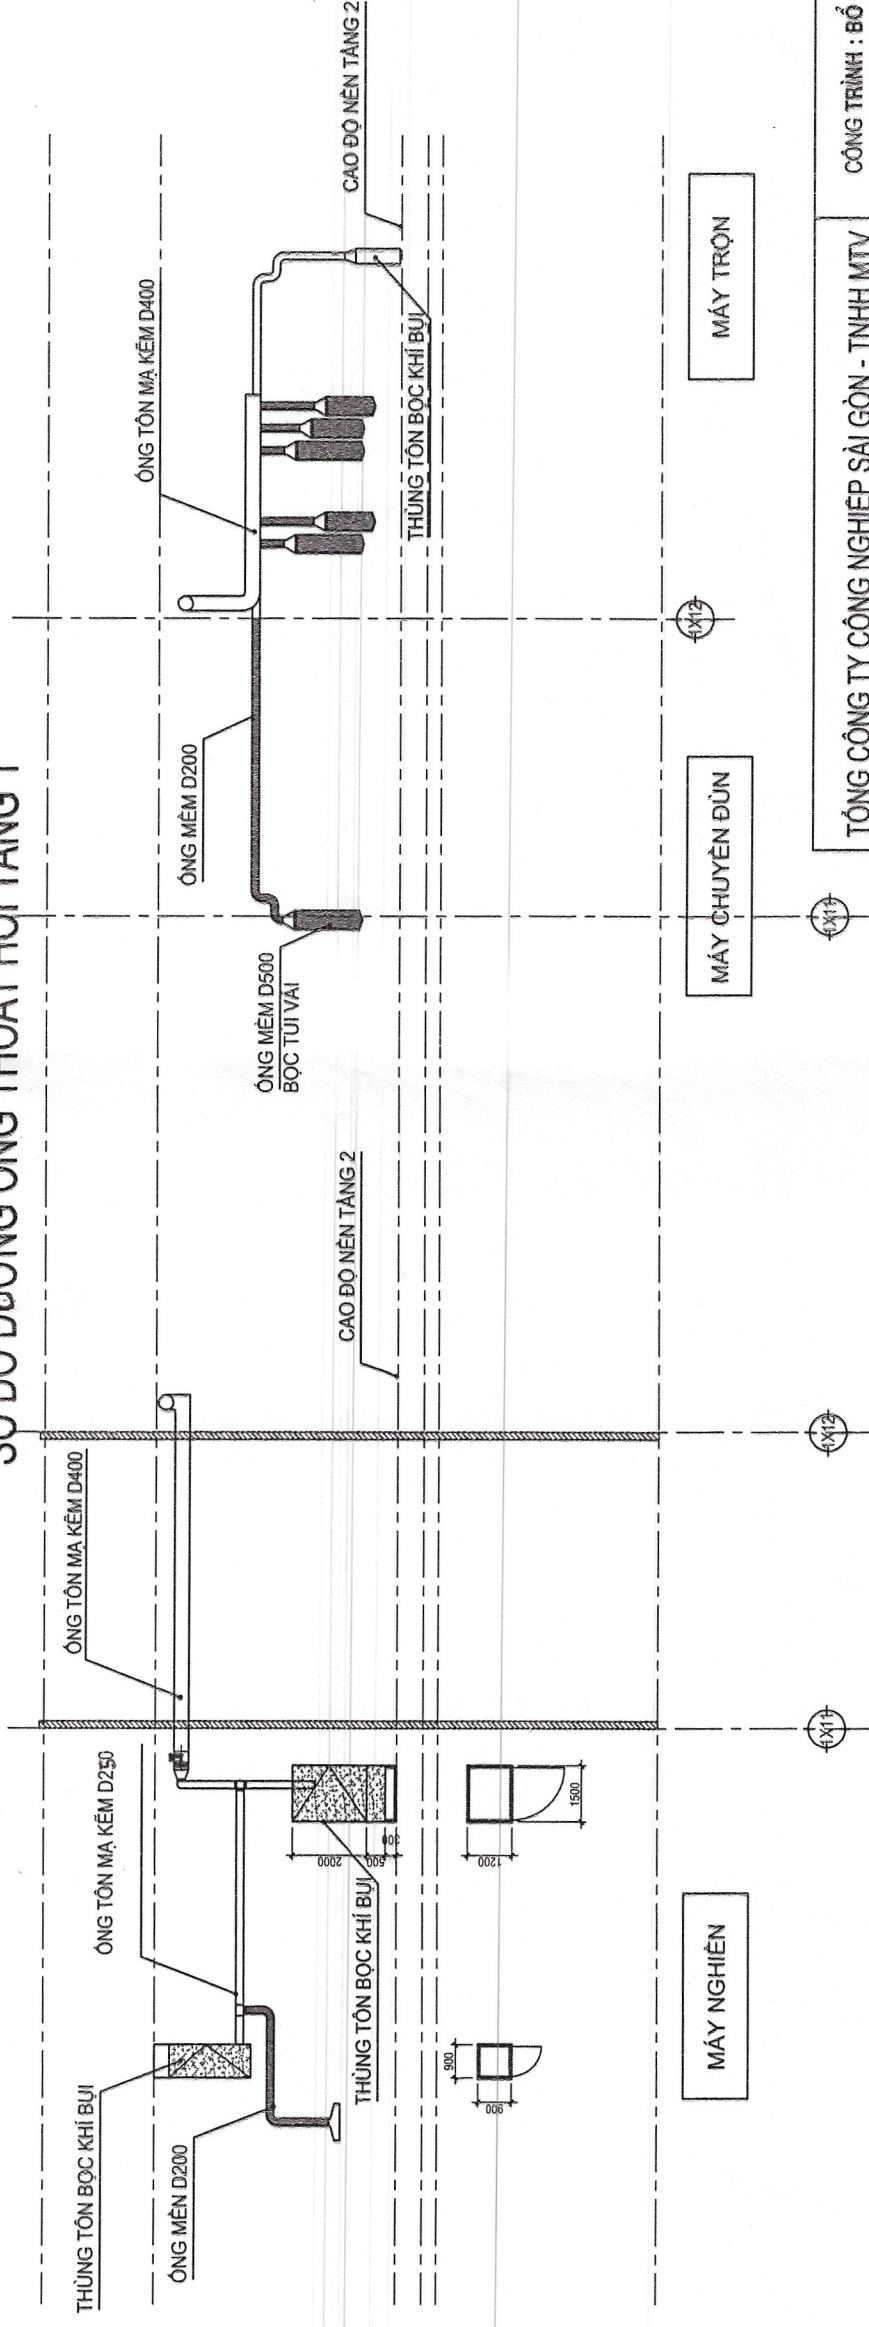 SƠ ĐỒ ĐƯỜNG ỐNG THOÁT HƠI TẦNG 1
THÙNG TÔN BỌC KHÍ BỤI
ỐNG MỀN D200
ỐNG TÔN MẠ KẼM D250
ỐNG TÔN MẠ KẼM D400
THÙNG TÔN BỌC KHÍ BỤI
CAO ĐỘ NỀN TẦNG 2
2000
500
300
900
900
1200
1500
MÁY NGHIỀN
1X11
1X12
ỐNG MỀM D500
BỌC TÚI VẢI
ỐNG MỀM D200
ỐNG TÔN MẠ KẼM D400
THÙNG TÔN BỌC KHÍ BỤI
CAO ĐỘ NỀN TẦNG 2
MÁY CHUYÊN ĐÙN
MÁY TRỘN
1X11
1X12
TỔNG CÔNG TY CÔNG NGHIỆP SÀI GÒN - TNHH MTV
CÔNG TRÌNH : BỔ